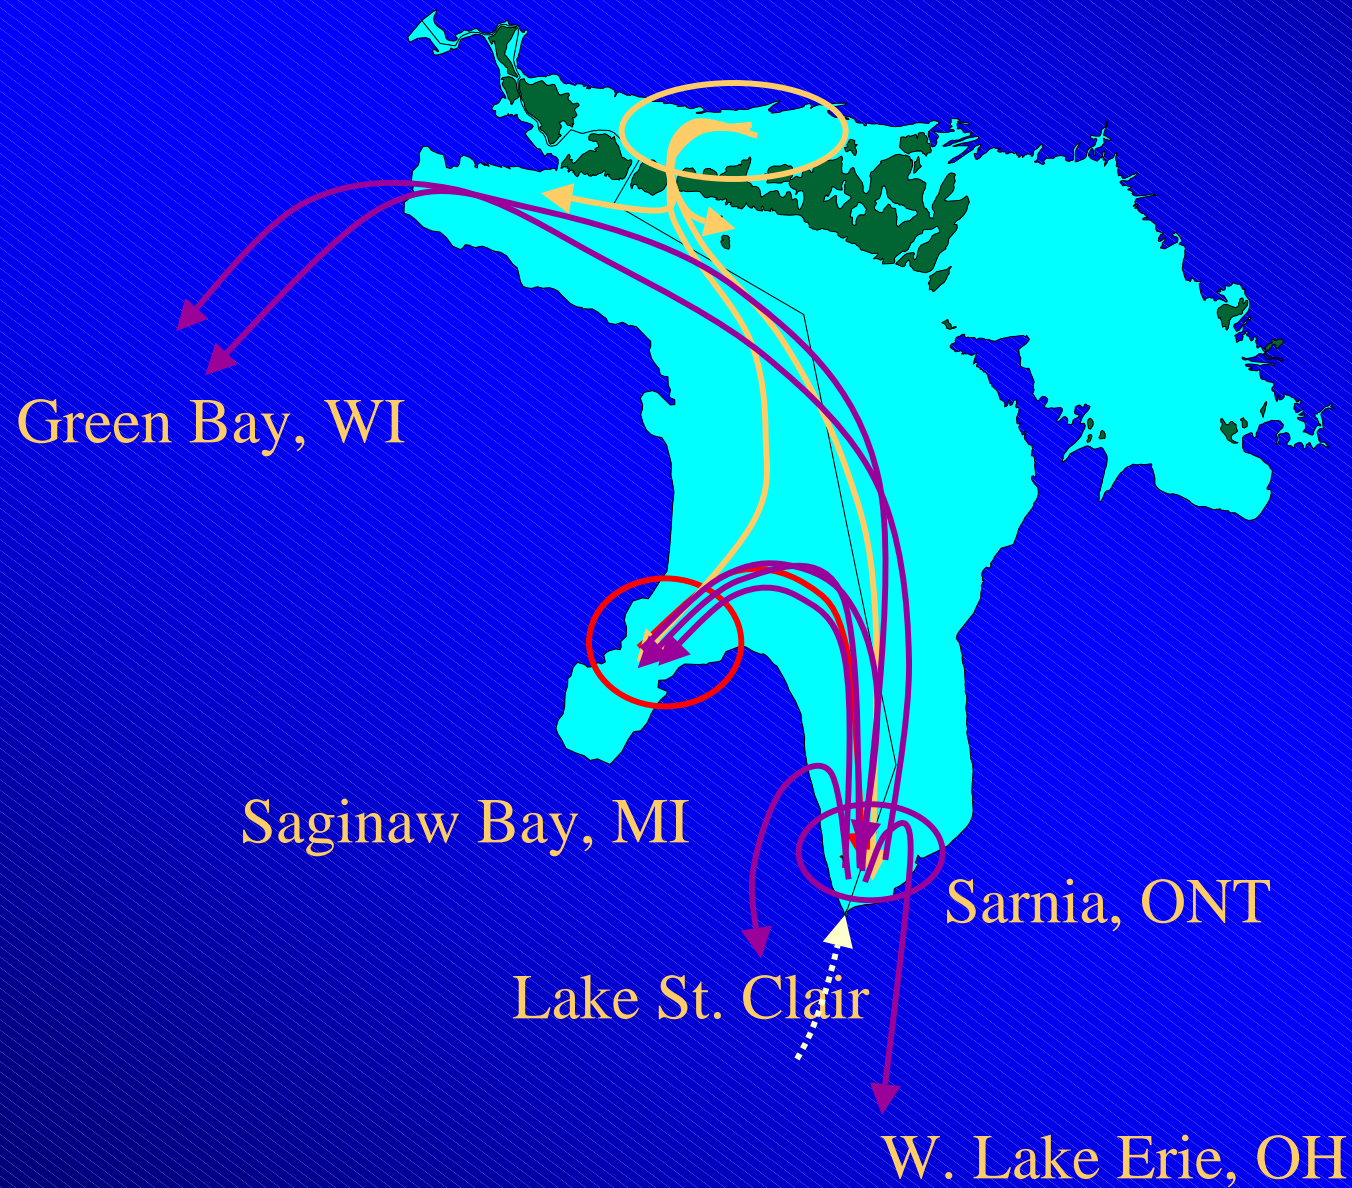 Green Bay, WI
Saginaw Bay, MI
Sarnia, ONT
Lake St. Clair
W. Lake Erie, OH